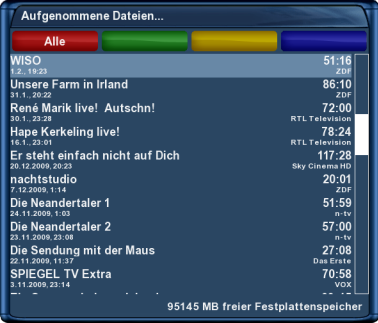 Aufgenommene Dateien...
Alle
WISO 51:16
1.2., 19:23 ZDF
Unsere Farm in Irland 86:10
31.1., 20:22 ZDF
René Marik live! Autschn! 72:00
30.1., 23:28 RTL Television
Hape Kerkeling live! 78:24
16.1., 23:01 RTL Television
Er steht einfach nicht auf Dich 117:28
20.12.2009, 20:23 Sky Cinema HD
nachtstudio 20:01
7.12.2009, 1:14 ZDF
Die Neandertaler 1 51:59
24.11.2009, 1:03 n-tv
Die Neandertaler 2 57:00
23.11.2009, 23:08 n-tv
Die Sendung mit der Maus 27:08
22.11.2009, 11:37 Das Erste
SPIEGEL TV Extra 70:58
3.11.2009, 23:14 VOX
95145 MB freier Festplattenspeicher